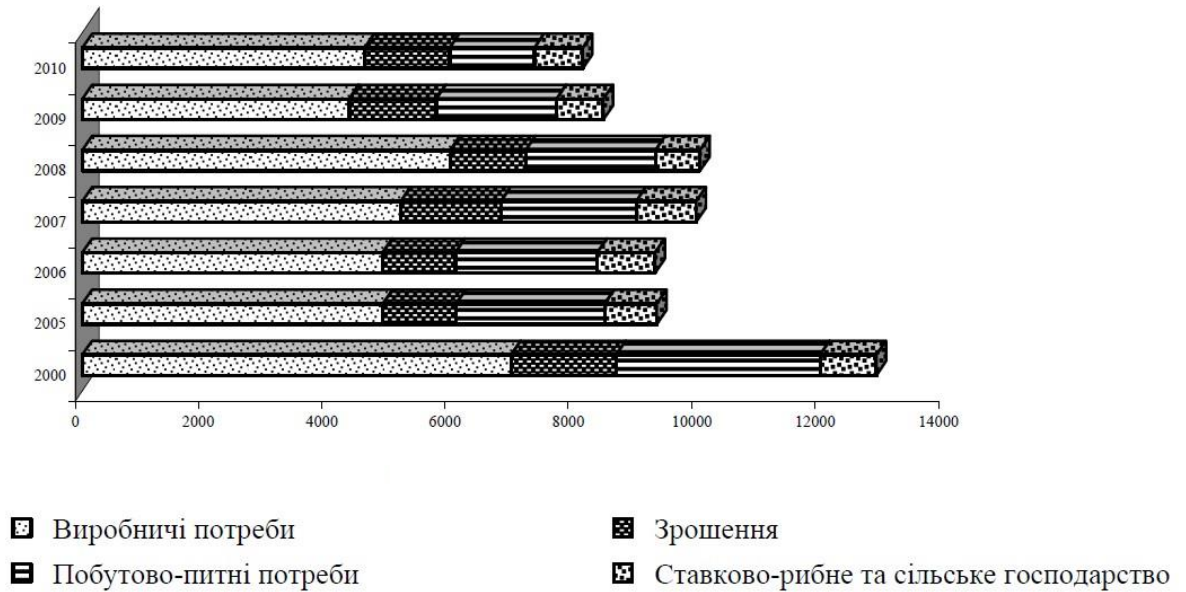 2010
2009
2008
2007
2006
2005
2000
0 2000 4000 6000 8000 10000 12000 14000
Виробничі потреби
Зрошення
Побутово-питні потреби
Ставково-рибне та сільське господарство